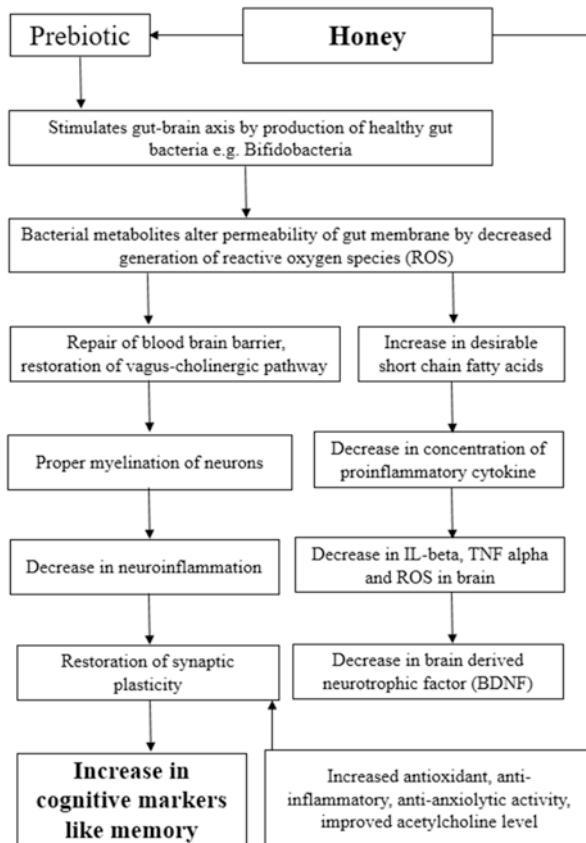 Prebiotic
Honey
Stimulates gut-brain axis by production of healthy gut
bacteria e.g. Bifidobacteria
Bacterial metabolites alter permeability of gut membrane by decreased
generation of reactive oxygen species (ROS)
Repair of blood brain barrier,
restoration of vagus-cholinergic pathway
Increase in desirable
short chain fatty acids
Proper myelination of neurons
Decrease in concentration of
proinflammatory cytokine
Decrease in neuroinflammation
Decrease in IL-beta, TNF alpha
and ROS in brain
Restoration of synaptic
plasticity
Decrease in brain derived
neurotrophic factor (BDNF)
Increase in
cognitive markers
like memory
Increased antioxidant, anti-
inflammatory, anti-anxiolytic activity,
improved acetylcholine level